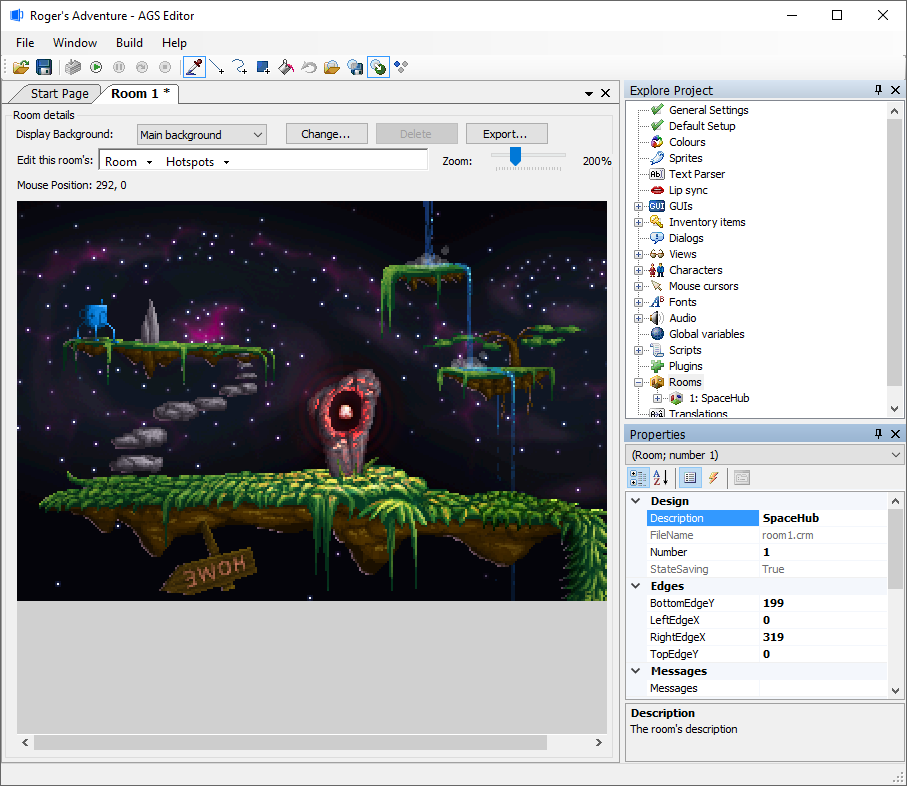 Roger's Adventure - AGS Editor
File Window Build Help
Start Page Room 1 *
Room details
Display Background: Main background Change... Delete Export...
Edit this room's: Room Hotspots Zoom: 200%
Mouse Position: 292, 0
HOME
Explore Project
General Settings
Default Setup
Colours
Sprites
Ab Text Parser
Lip sync
GUI GUIs
Inventory items
Dialogs
Views
Characters
Mouse cursors
Fonts
Audio
Global variables
Scripts
Plugins
Rooms
1: SpaceHub
Translations
Properties
(Room; number 1)
Design
Description SpaceHub
FileName room1.crm
Number 1
StateSaving True
Edges
BottomEdgeY 199
LeftEdgeX 0
RightEdgeX 319
TopEdgeY 0
Messages
Messages
Description
The room's description